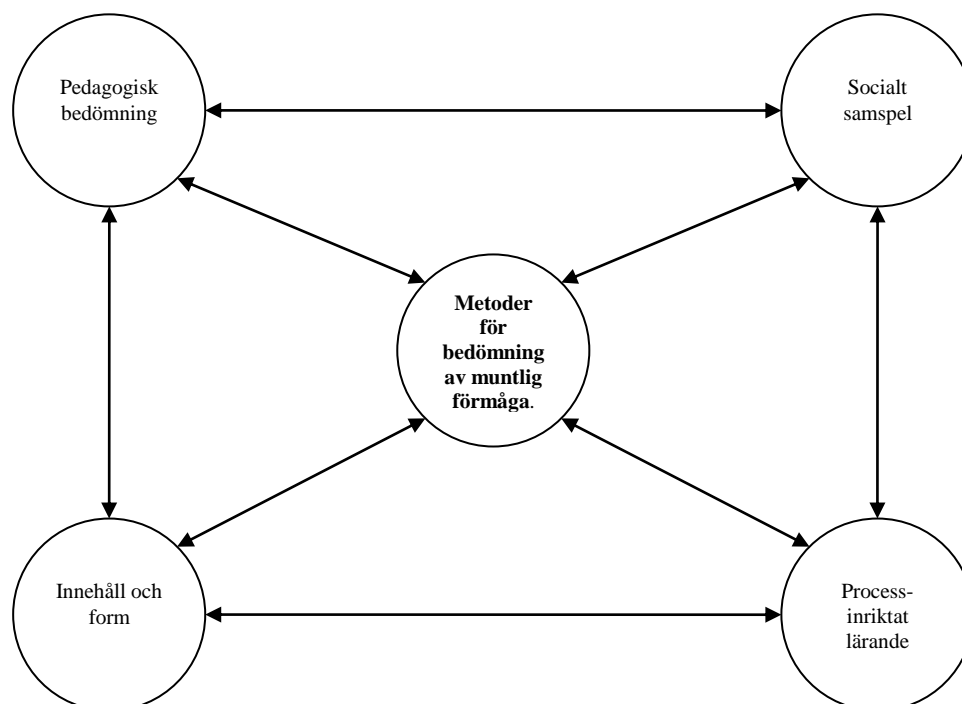 Pedagogisk
bedömning
Socialt
samspel
Metoder
för
bedömning
av muntlig
förmåga.
Innehåll och
form
Process-
inriktat
lärande